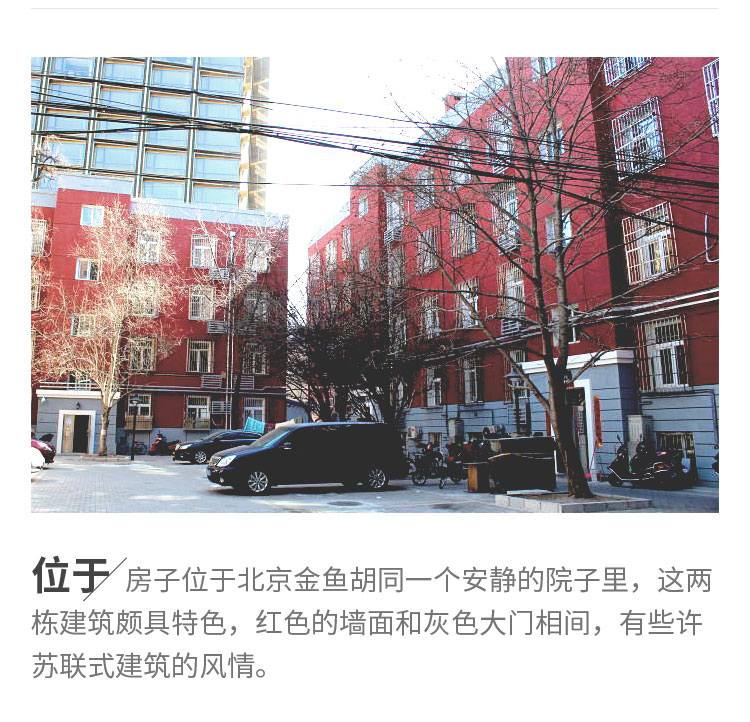 位于/房子位于北京金鱼胡同一个安静的院子里，这两
栋建筑颇具特色，红色的墙面和灰色大门相间，有些许
苏联式建筑的风情。